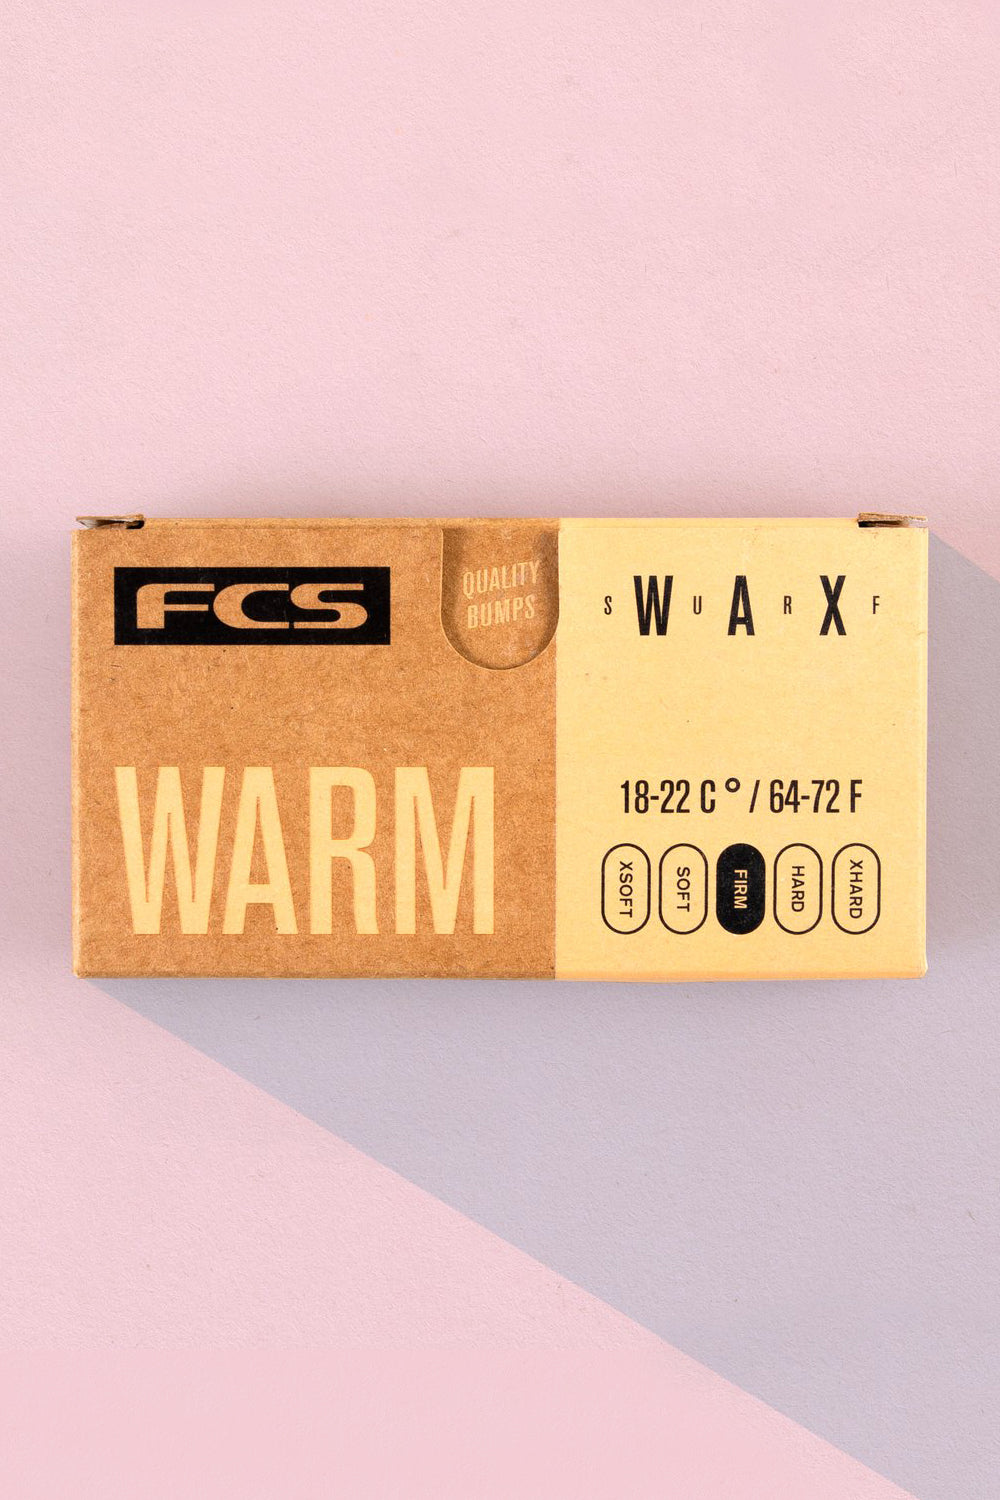 FCS
QUALITY
BUMPS
S W U A R X F
WARM
18-22 C° / 64-72 F
XSOFT
SOFT
FIRM
HARD
XHARD